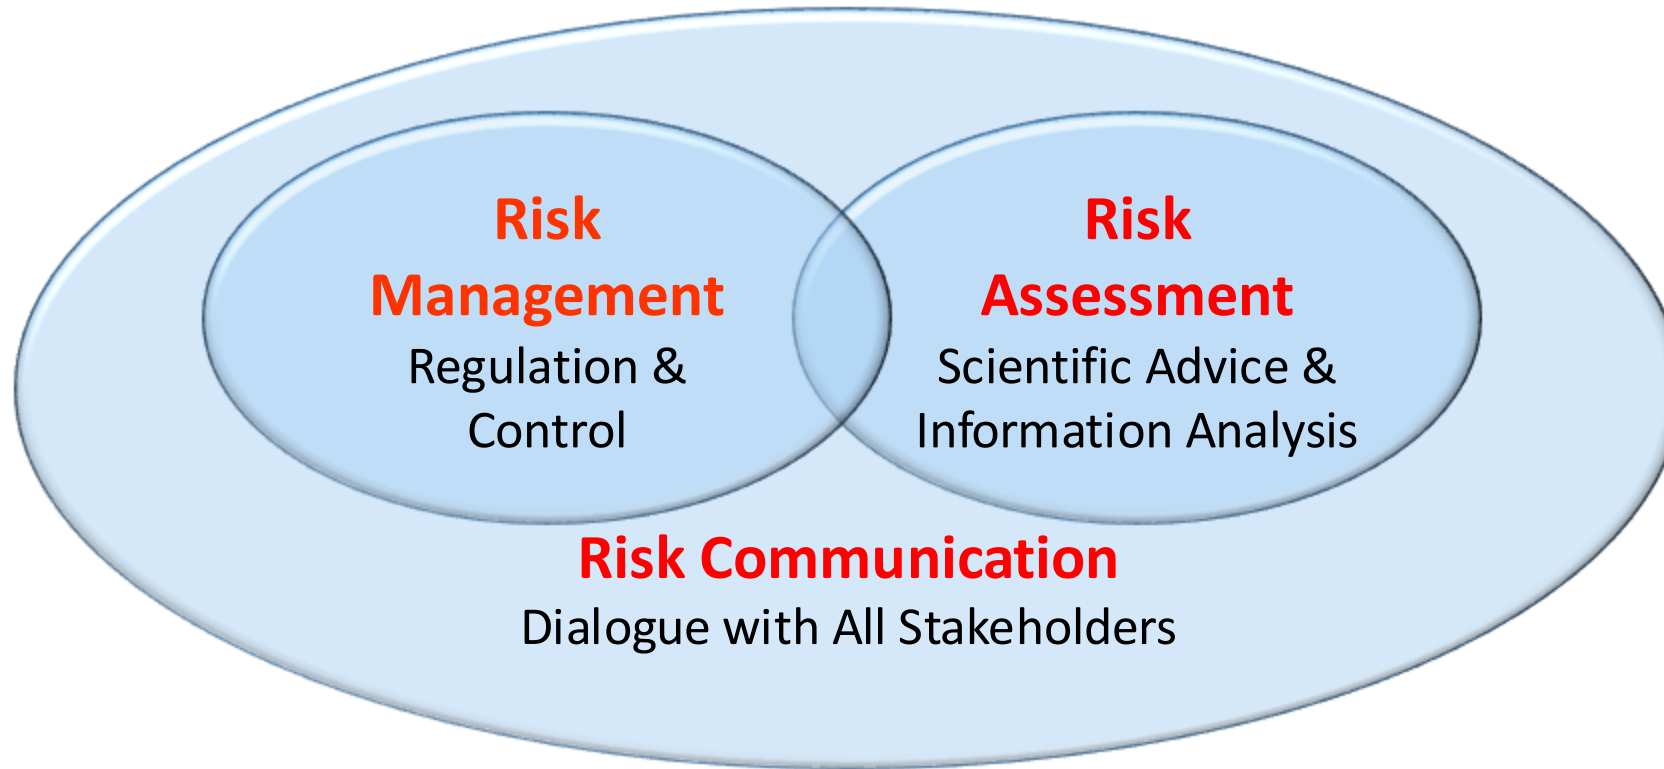 Risk
Management
Regulation &
Control
Risk
Assessment
Scientific Advice &
Information Analysis
Risk Communication
Dialogue with All Stakeholders